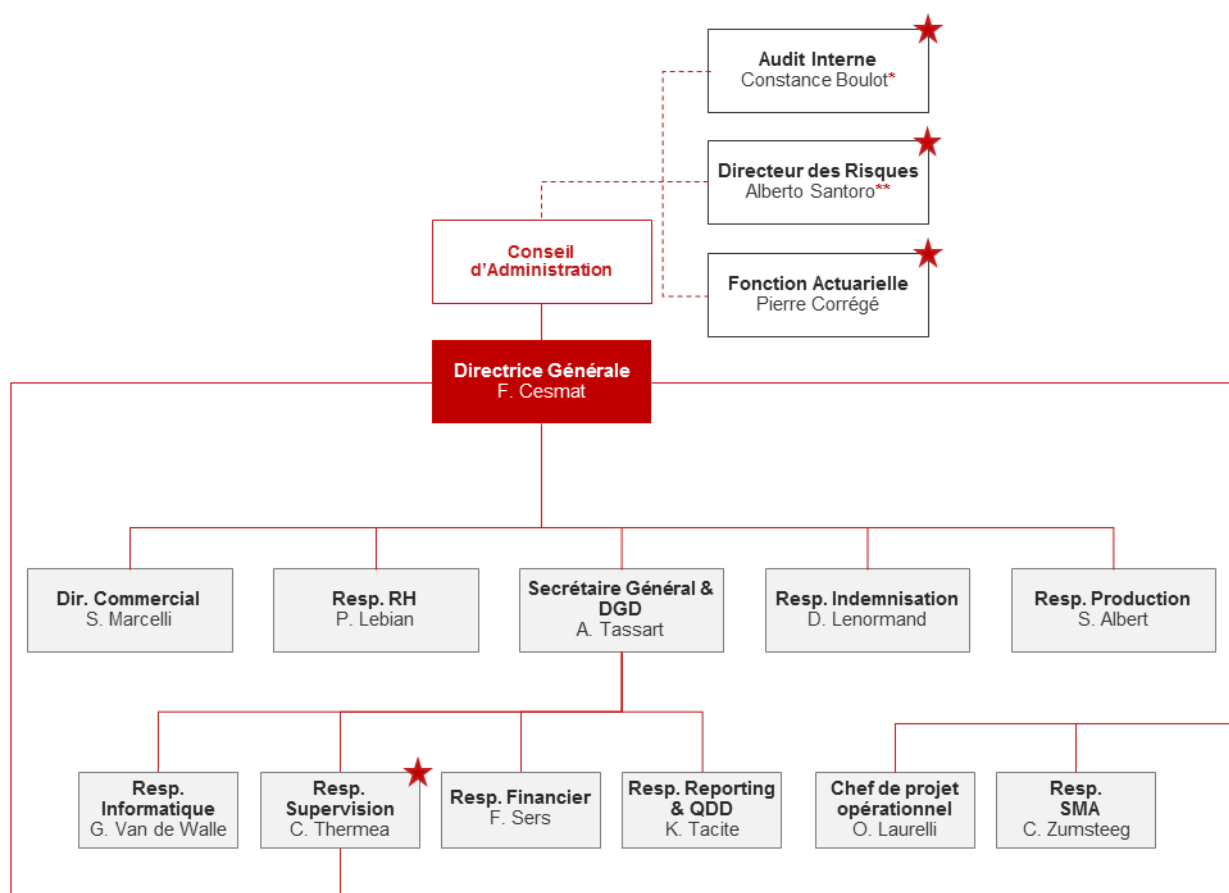 Audit Interne
Constance Boulot*
Directeur des Risques
Alberto Santoro**
Conseil
d'Administration
Fonction Actuarielle
Pierre Corrégé
Directrice Générale
F. Cesmat
Dir. Commercial
S. Marcelli
Resp. RH
P. Lebian
Secrétaire Général &
DGD
A. Tassart
Resp. Indemnisation
D. Lenormand
Resp. Production
S. Albert
Resp.
Informatique
G. Van de Walle
Resp.
Supervision
C. Thermea
Resp. Financier
F. Sers
Resp. Reporting
& QDD
K. Tacite
Chef de projet
opérationnel
O. Laurelli
Resp.
SMA
C. Zumsteeg